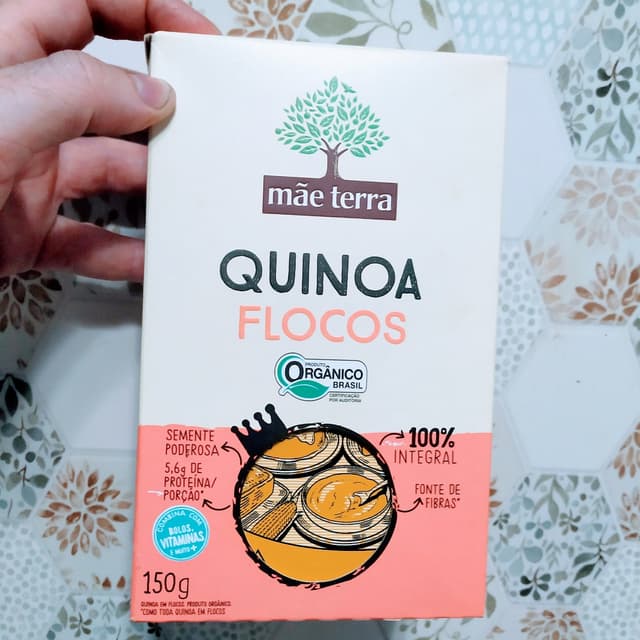 mãe terra
QUINOA
FLOCOS
PRODUTO
ORGÂNICO
BRASIL
CERTIFICAÇÃO
POR AUDITORIA
SEMENTE
PODEROSA
5,6g DE
PROTEÍNA/
PORÇÃO*
100%
INTEGRAL
FONTE DE
FIBRAS*
COMBINA COM
BOLOS,
VITAMINAS
E MUITO +
150g
QUINOA EM FLOCOS. PRODUTO ORGÂNICO.
*COMO TODA QUINOA EM FLOCOS